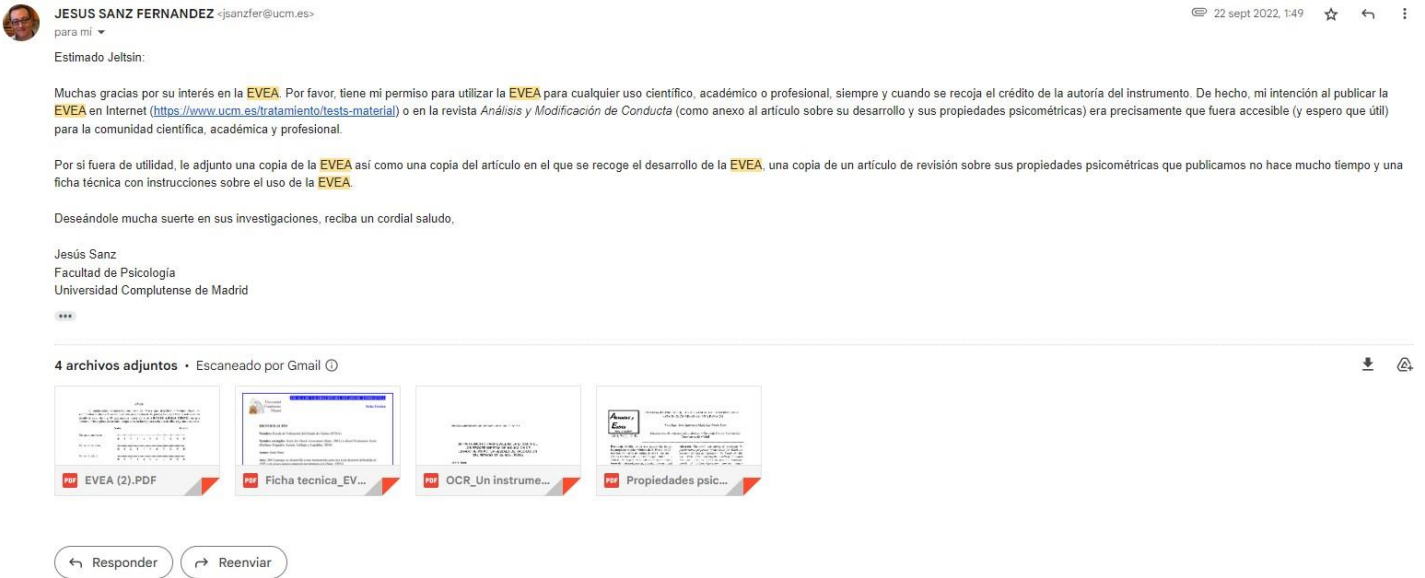 JESUS SANZ FERNANDEZ <jsanzfer@ucm.es>
22 sept 2022, 1:49
para mí
Estimado Jeltsin:
Muchas gracias por su interés en la EVEA. Por favor, tiene mi permiso para utilizar la EVEA para cualquier uso científico, académico o profesional, siempre y cuando se recoja el crédito de la autoría del instrumento. De hecho, mi intención al publicar la
EVEA en Internet (https://www.ucm.es/tratamiento/tests-material) o en la revista Análisis y Modificación de Conducta (como anexo al artículo sobre su desarrollo y sus propiedades psicométricas) era precisamente que fuera accesible (y espero que útil)
para la comunidad científica, académica y profesional.
Por si fuera de utilidad, le adjunto una copia de la EVEA así como una copia del artículo en el que se recoge el desarrollo de la EVEA, una copia de un artículo de revisión sobre sus propiedades psicométricas que publicamos no hace mucho tiempo y una
ficha técnica con instrucciones sobre el uso de la EVEA.
Deseándole mucha suerte en sus investigaciones, reciba un cordial saludo,
Jesús Sanz
Facultad de Psicología
Universidad Complutense de Madrid
4 archivos adjuntos • Escaneado por Gmail
PDF EVEA (2).PDF
PDF Ficha tecnica_EV...
PDF OCR_Un instrume...
PDF Propiedades psic...
Responder
Reenviar